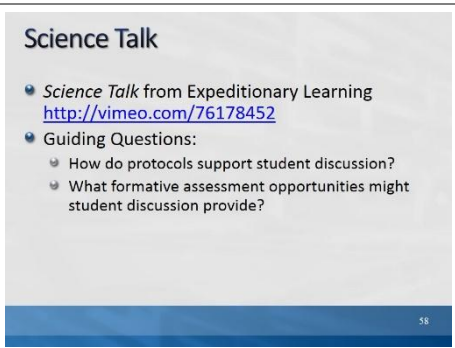 Science Talk
Science Talk from Expeditionary Learning
http://vimeo.com/76178452
Guiding Questions:
How do protocols support student discussion?
What formative assessment opportunities might
student discussion provide?
58